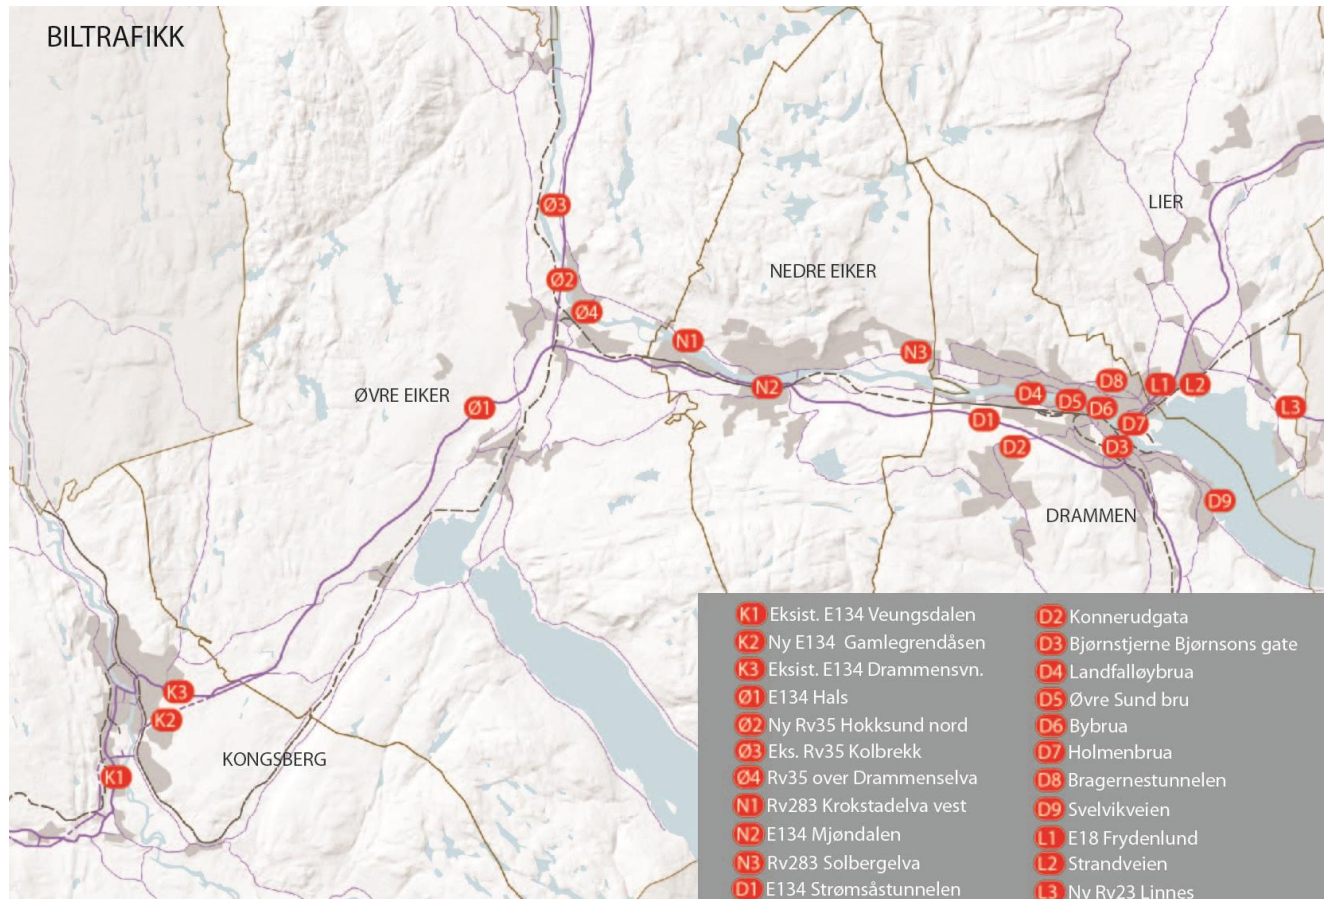 BILTRAFIKK
LIER
NEDRE EIKER
ØVRE EIKER
DRAMMEN
KONGSBERG
Ø3
Ø2
Ø4
N1
N3
N2
Ø1
D8
L1
L2
D4
D5
D6
L3
D7
D1
D2
D3
D9
K3
K2
K1
K1 Eksist. E134 Veungsdalen
K2 Ny E134 Gamlegrendåsen
K3 Eksist. E134 Drammensvn.
Ø1 E134 Hals
Ø2 Ny Rv35 Hokksund nord
Ø3 Eks. Rv35 Kolbrekk
Ø4 Rv35 over Drammenselva
N1 Rv283 Krokstadelva vest
N2 E134 Mjøndalen
N3 Rv283 Solbergelva
D1 E134 Strømsåstunnelen
D2 Konnerudgata
D3 Bjørnstjerne Bjørnsons gate
D4 Landfalløybrua
D5 Øvre Sund bru
D6 Bybrua
D7 Holmenbrua
D8 Bragernestunnelen
D9 Svelvikveien
L1 E18 Frydenlund
L2 Strandveien
L3 Ny Rv23 Linnes